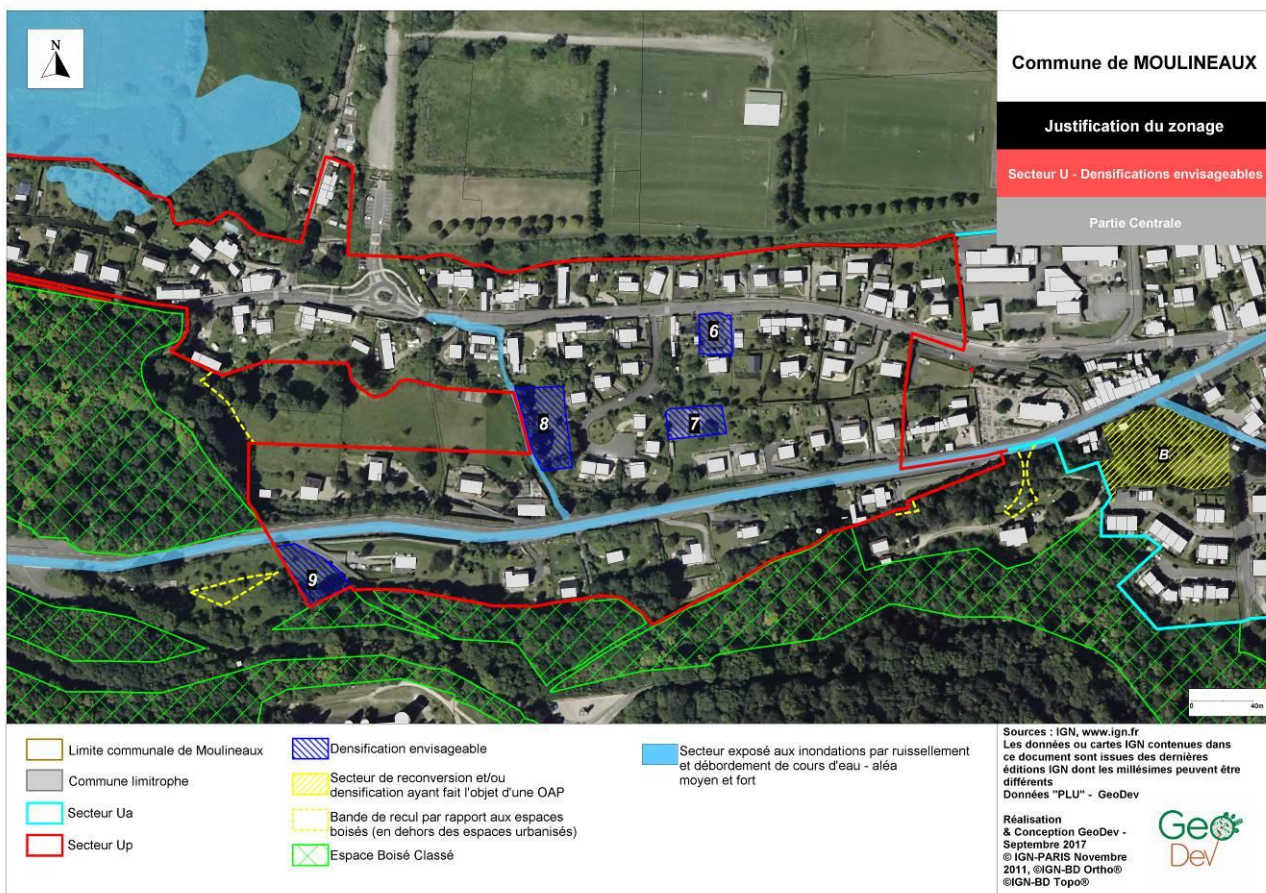 N
Commune de MOULINEAUX
Justification du zonage
Secteur U - Densifications envisageables
Partie Centrale
6
7
8
9
B
0 40m
Limite communale de Moulineaux
Commune limitrophe
Secteur Ua
Secteur Up
Densification envisageable
Secteur de reconversion et/ou
densification ayant fait l'objet d'une OAP
Bande de recul par rapport aux espaces
boisés (en dehors des espaces urbanisés)
Espace Boisé Classé
Secteur exposé aux inondations par ruissellement
et débordement de cours d'eau - aléa
moyen et fort
Sources : IGN, www.ign.fr
Les données ou cartes IGN contenues dans
ce document sont issues des dernières
éditions IGN dont les millésimes peuvent être
différents
Données "PLU" - GeoDev
Réalisation
& Conception GeoDev -
Septembre 2017
© IGN-PARIS Novembre
2011, ©IGN-BD Ortho®
©IGN-BD Topo®
Geo
Dev